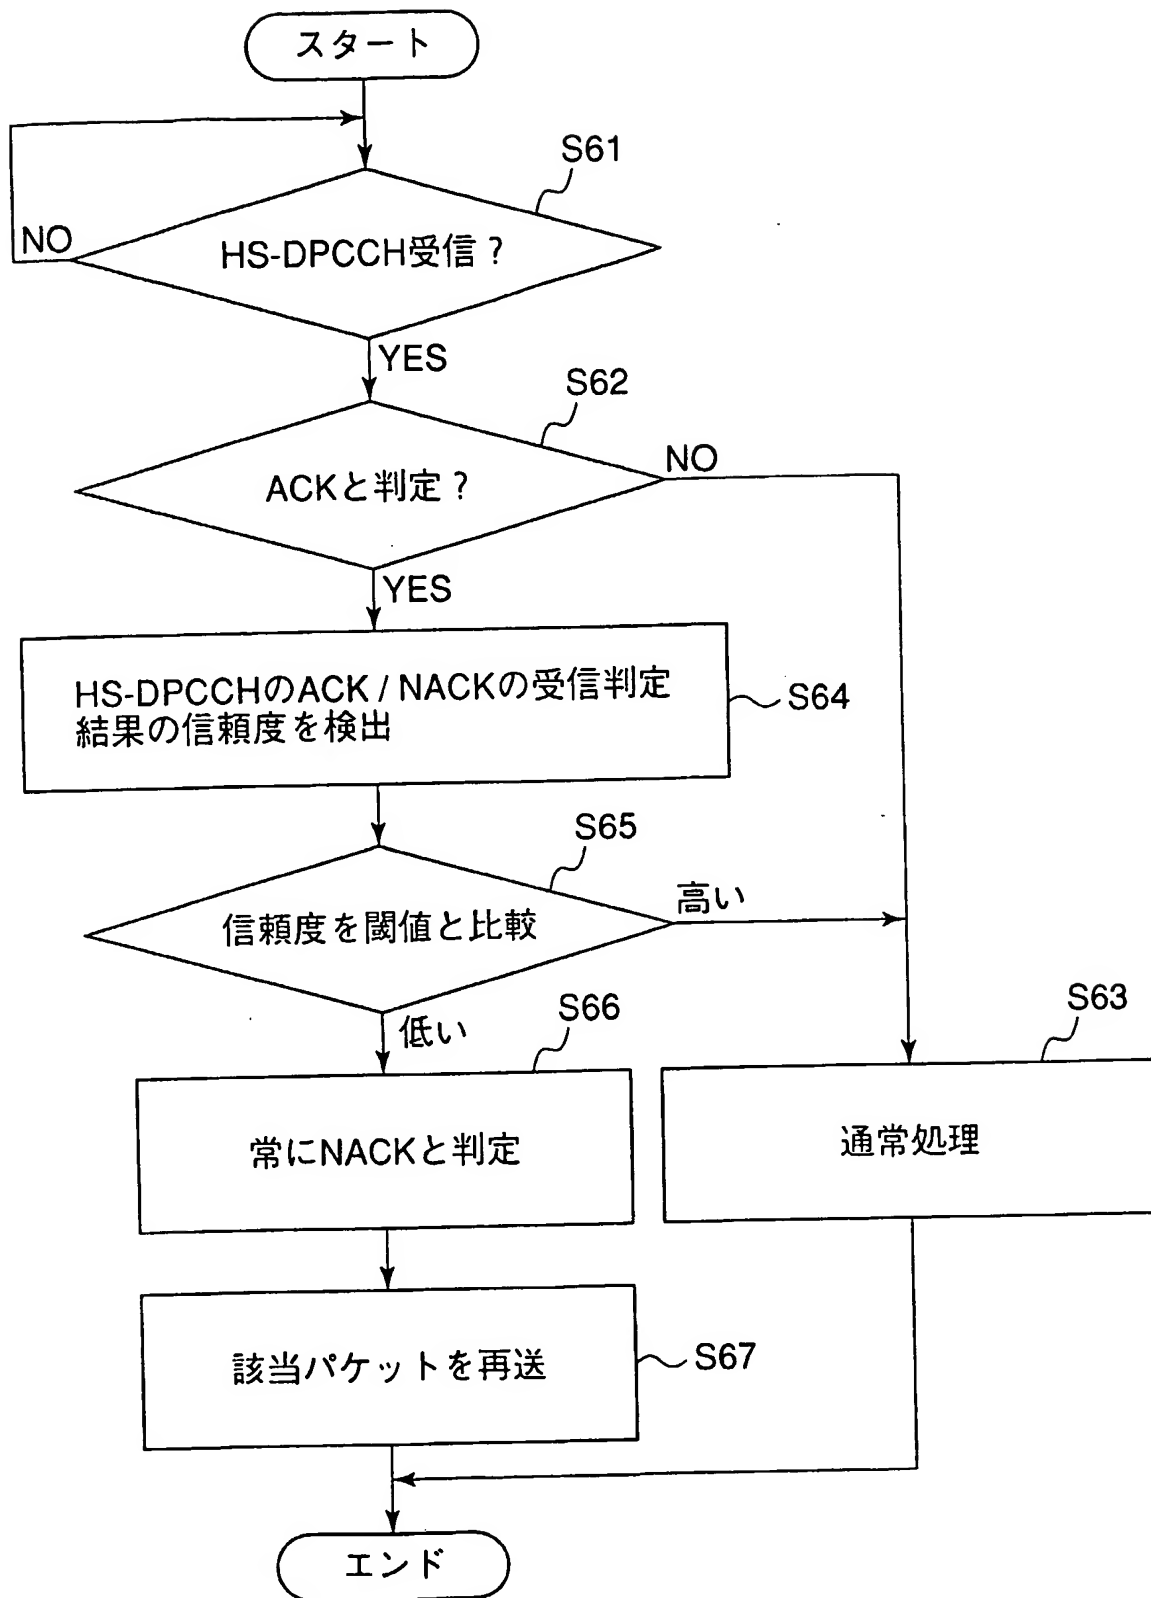 スタート
S61
NO
HS-DPCCH受信？
YES
S62
NO
ACKと判定？
YES
HS-DPCCHのACK / NACKの受信判定
結果の信頼度を検出
S64
S65
高い
信頼度を閾値と比較
低い
S66
S63
常にNACKと判定
通常処理
該当パケットを再送
S67
エンド